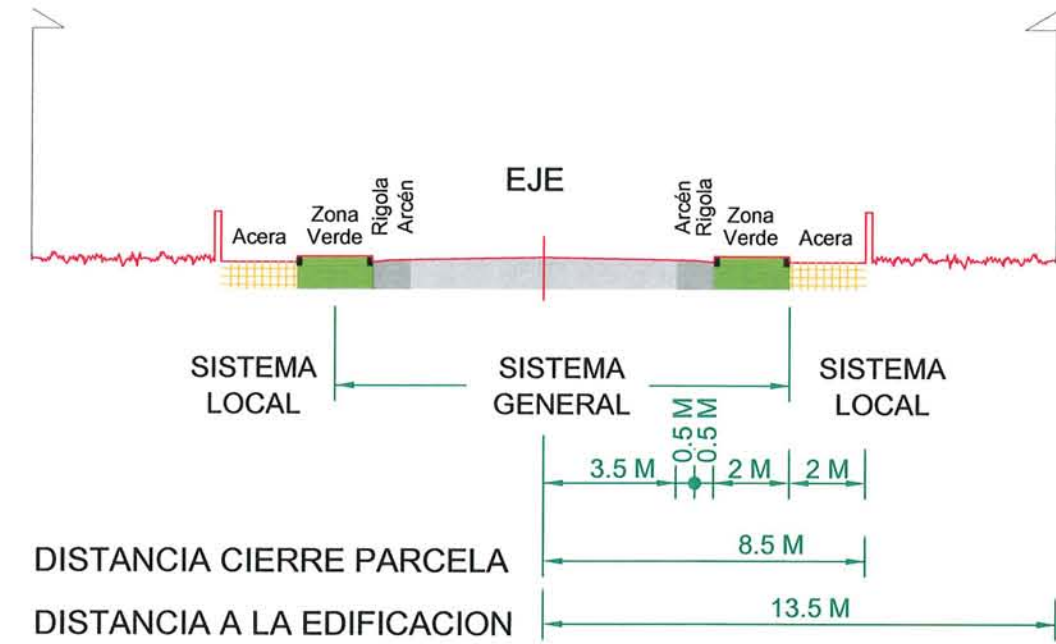 EJE
Acera
Zona
Verde
Rigola
Arcén
Arcén
Rigola
Zona
Verde
Acera
SISTEMA
LOCAL
SISTEMA
GENERAL
SISTEMA
LOCAL
3.5 M
0.5 M
0.5 M
2 M
2 M
DISTANCIA CIERRE PARCELA
8.5 M
DISTANCIA A LA EDIFICACION
13.5 M